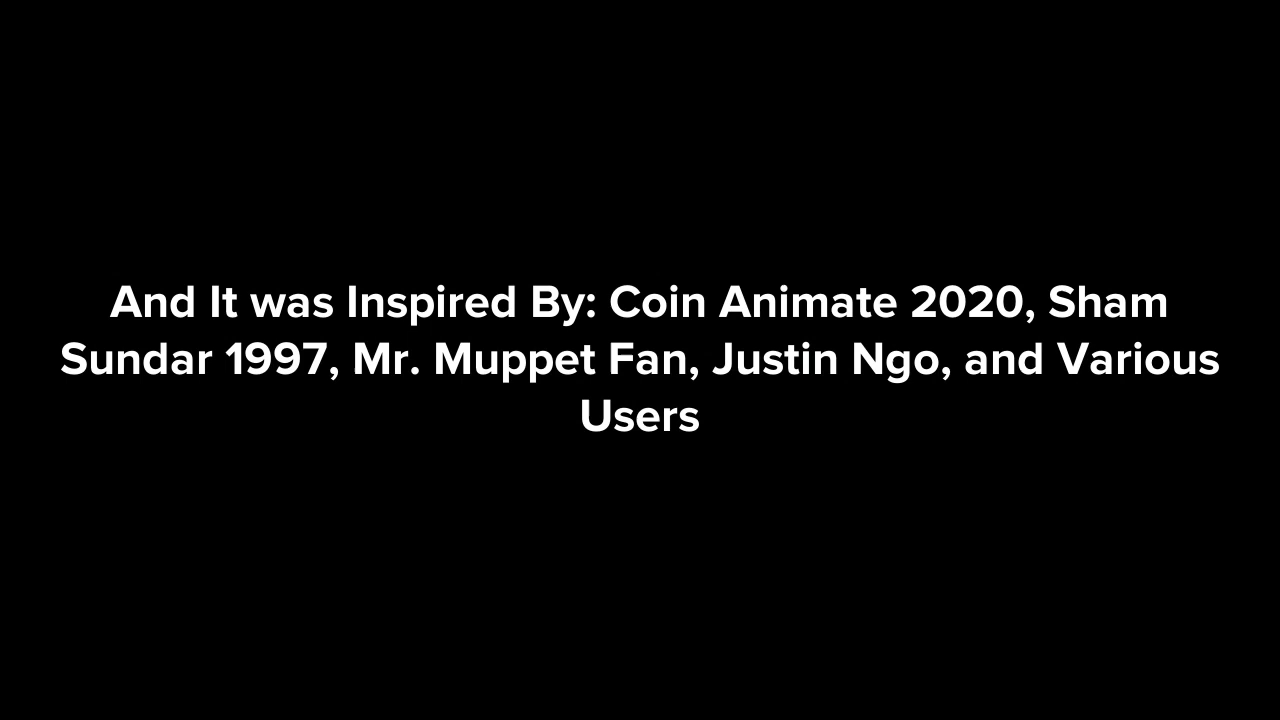 And It was Inspired By: Coin Animate 2020, Sham
Sundar 1997, Mr. Muppet Fan, Justin Ngo, and Various
Users